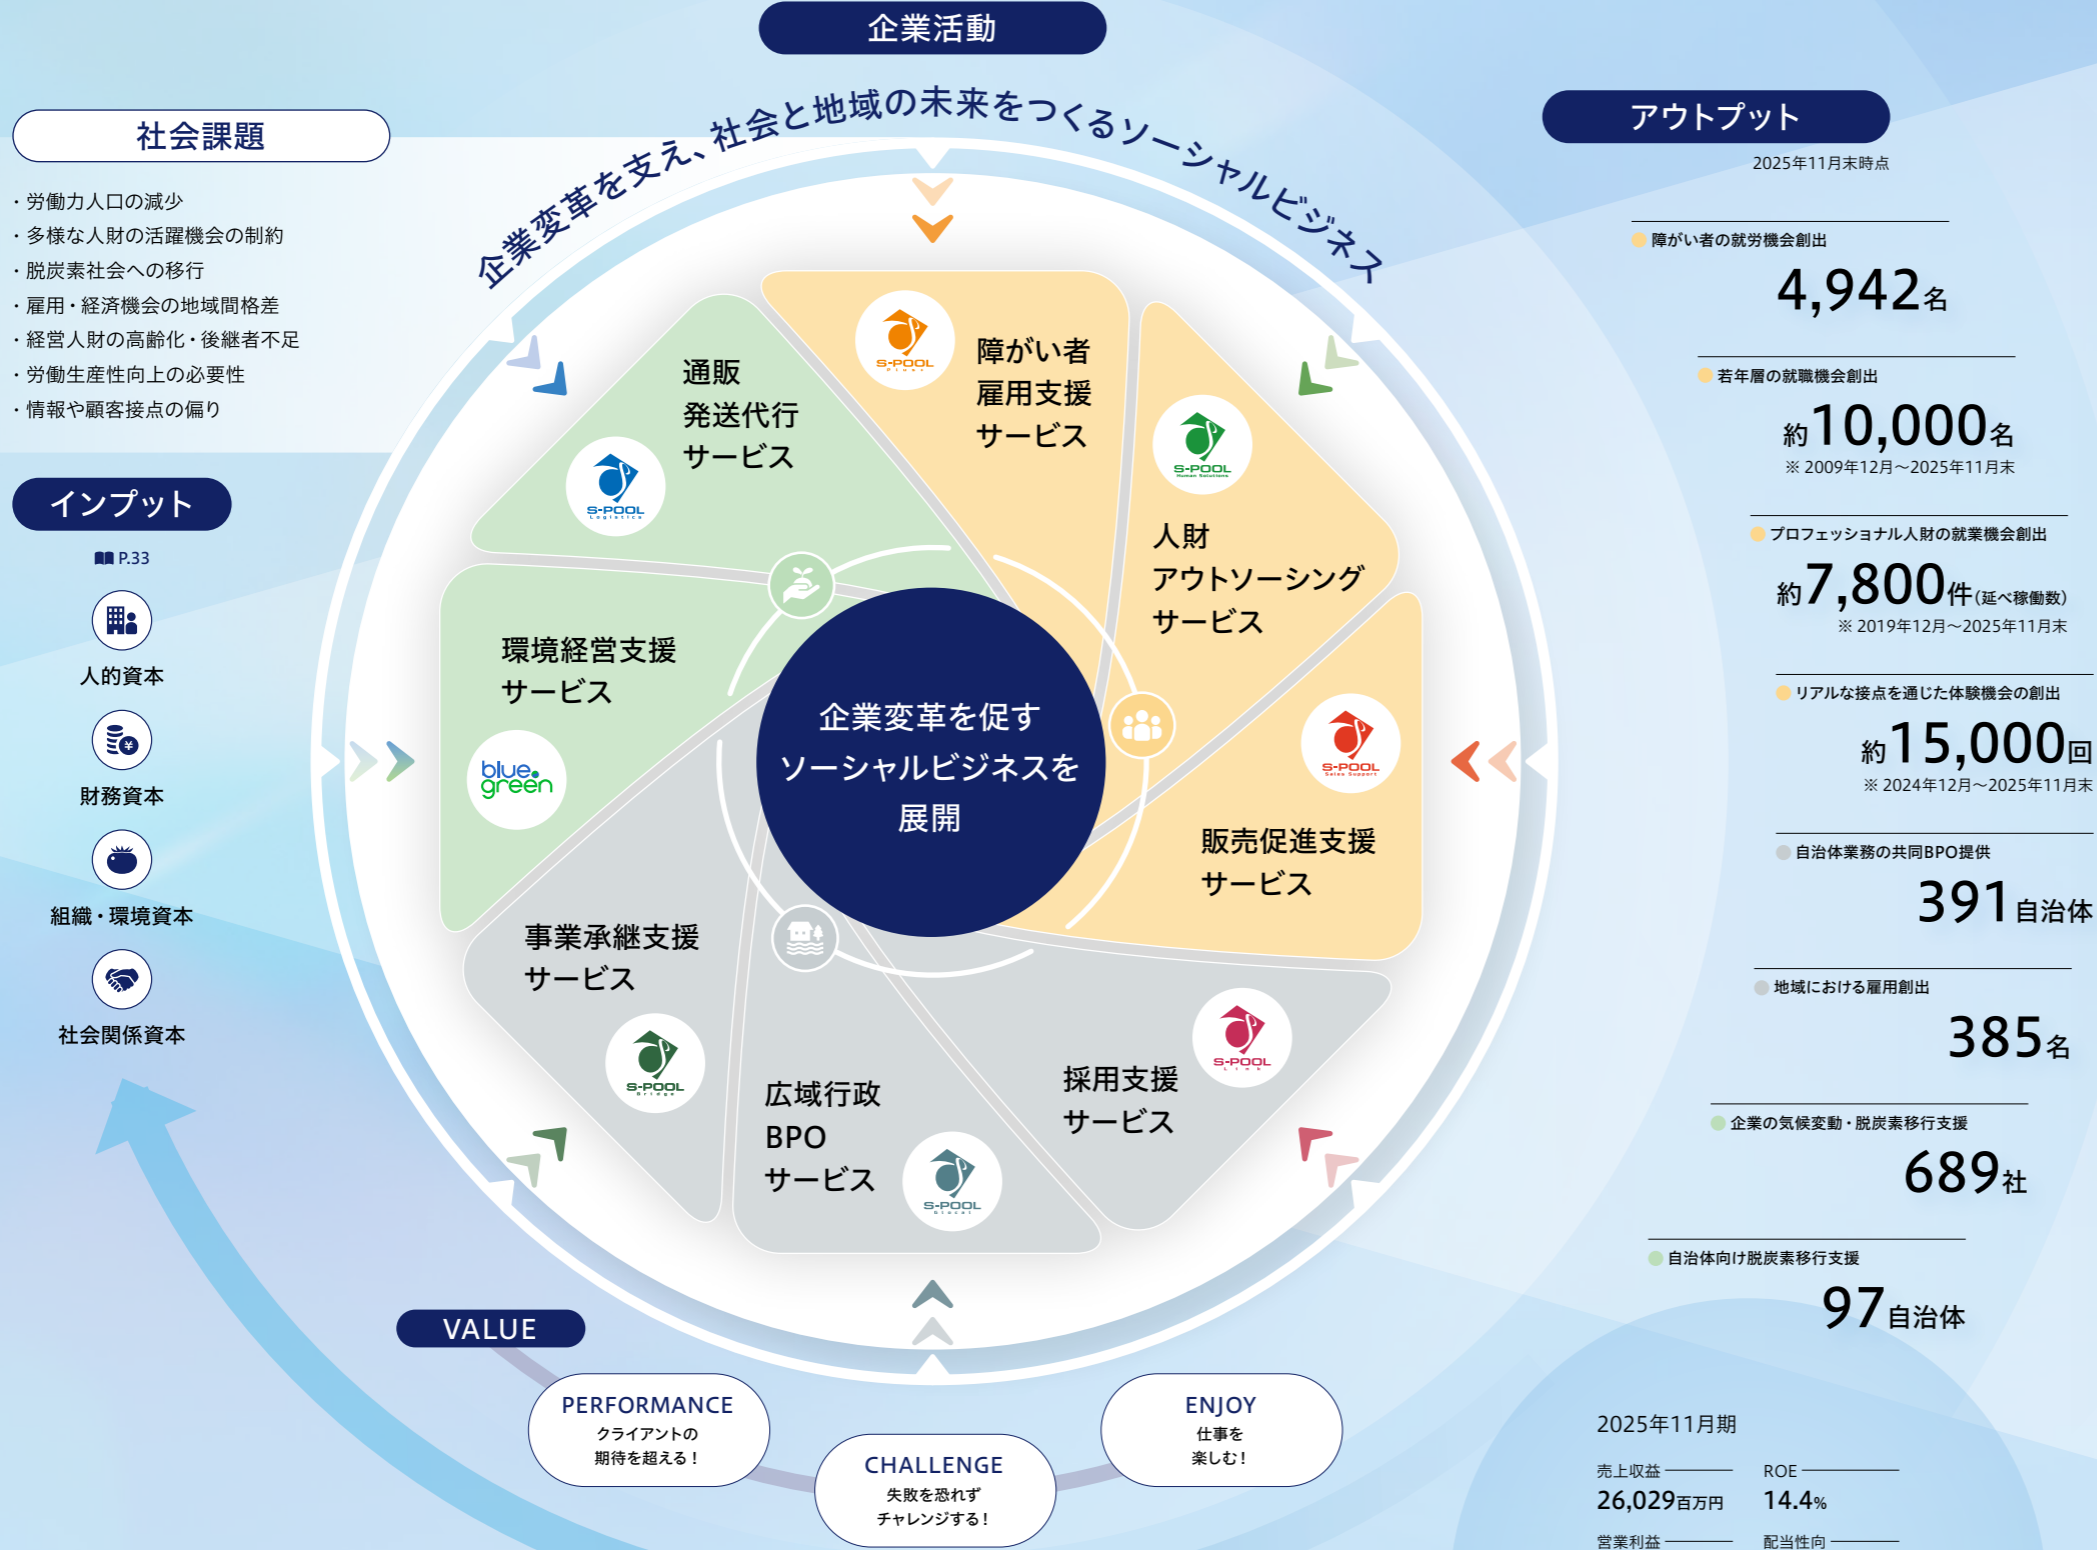 企業活動
企業変革を支え、社会と地域の未来をつくるソーシャルビジネス
社会課題
・労働力人口の減少
・多様な人財の活躍機会の制約
・脱炭素社会への移行
・雇用・経済機会の地域間格差
・経営人財の高齢化・後継者不足
・労働生産性向上の必要性
・情報や顧客接点の偏り
インプット
P.33
人的資本
財務資本
組織・環境資本
社会関係資本
障がい者
雇用支援
サービス
S-POOL
Plus+
人財
アウトソーシング
サービス
S-POOL
Human Solutions
販売促進支援
サービス
S-POOL
Sales Support
採用支援
サービス
S-POOL
Link
広域行政
BPO
サービス
S-POOL
Glocal
事業承継支援
サービス
S-POOL
Bridge
環境経営支援
サービス
blue
green
通販
発送代行
サービス
S-POOL
Logistics
企業変革を促す
ソーシャルビジネスを
展開
VALUE
PERFORMANCE
クライアントの
期待を超える！
CHALLENGE
失敗を恐れず
チャレンジする！
ENJOY
仕事を
楽しむ！
アウトプット
2025年11月末時点
障がい者の就労機会創出
4,942名
若年層の就職機会創出
約10,000名
※ 2009年12月～2025年11月末
プロフェッショナル人財の就業機会創出
約7,800件(延べ稼働数)
※ 2019年12月～2025年11月末
リアルな接点を通じた体験機会の創出
約15,000回
※ 2024年12月～2025年11月末
自治体業務の共同BPO提供
391自治体
地域における雇用創出
385名
企業の気候変動・脱炭素移行支援
689社
自治体向け脱炭素移行支援
97自治体
2025年11月期
売上収益
26,029百万円
ROE
14.4%
営業利益
配当性向